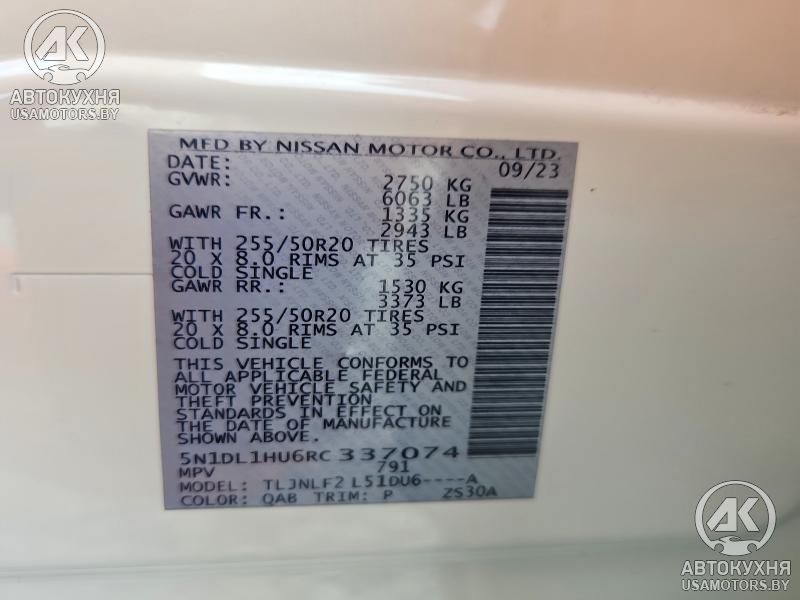 АК
АВТОКУХНЯ
USAMOTORS.BY
MFD BY NISSAN MOTOR CO., LTD.
DATE: 09/23
GVWR: 2750 KG
6063 LB
GAWR FR.: 1335 KG
2943 LB
WITH 255/50R20 TIRES
20 X 8.0 RIMS AT 35 PSI
COLD SINGLE
GAWR RR.: 1530 KG
3373 LB
WITH 255/50R20 TIRES
20 X 8.0 RIMS AT 35 PSI
COLD SINGLE
THIS VEHICLE CONFORMS TO
ALL APPLICABLE FEDERAL
MOTOR VEHICLE SAFETY AND
THEFT PREVENTION
STANDARDS IN EFFECT ON
THE DATE OF MANUFACTURE
SHOWN ABOVE.
5N1DL1HU6RC 337074
MPV 791
MODEL: TLJNLF2 L51DU6----A
COLOR: QAB TRIM: P ZS30A
АК
АВТОКУХНЯ
USAMOTORS.BY